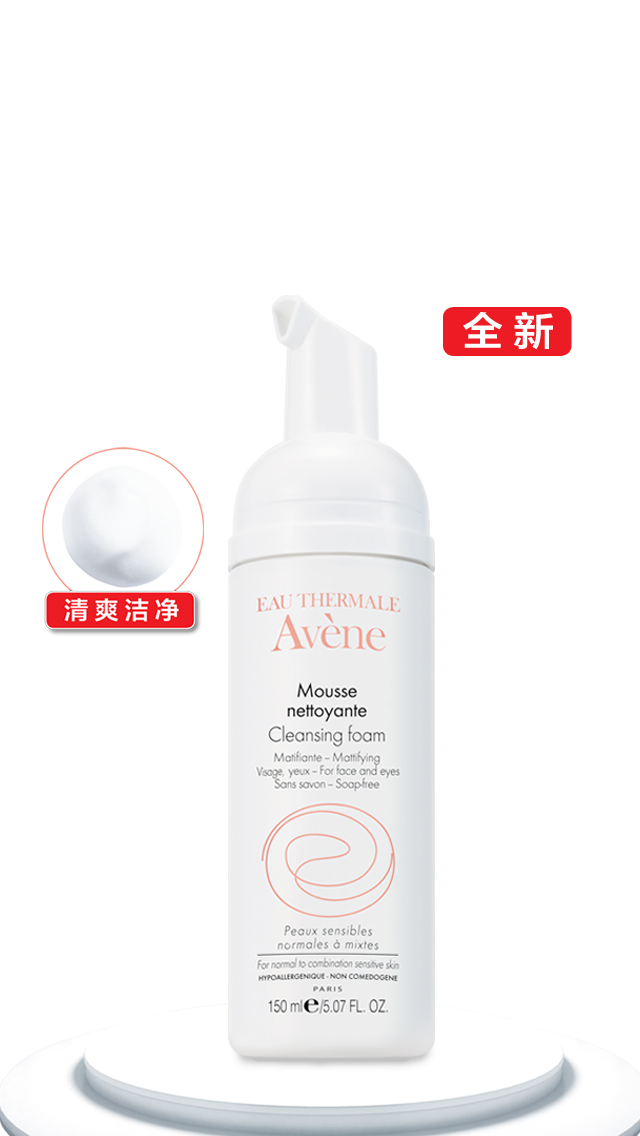 全新
清爽洁净
EAU THERMALE
Avène
Mousse
nettoyante
Cleansing foam
Matifiante – Mattifying
Visage, yeux – For face and eyes
Sans savon – Soap-free
Peaux sensibles
normales à mixtes
For normal to combination sensitive skin
HYPOALLERGENIQUE - NON COMEDOGENE
PARIS
150 ml e/5.07 FL. OZ.